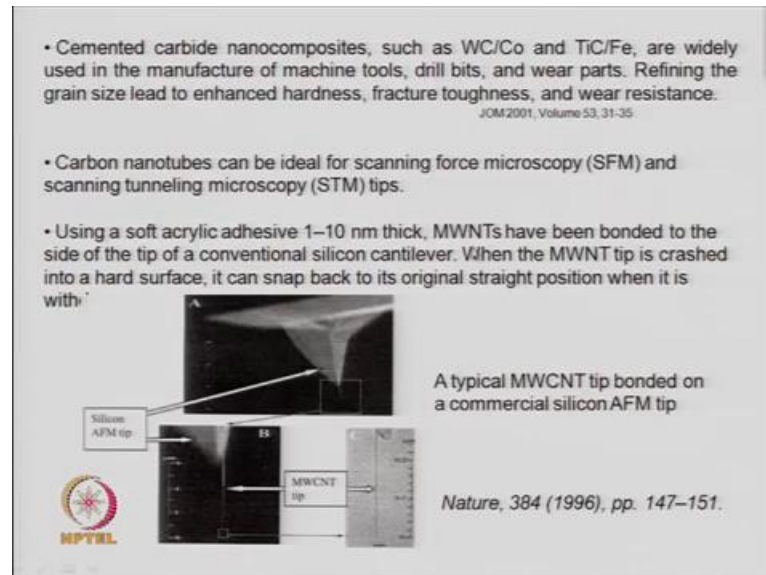 • Cemented carbide nanocomposites, such as WC/Co and TiC/Fe, are widely
used in the manufacture of machine tools, drill bits, and wear parts. Refining the
grain size lead to enhanced hardness, fracture toughness, and wear resistance.
JOM 2001, Volume 53, 31-35
• Carbon nanotubes can be ideal for scanning force microscopy (SFM) and
scanning tunneling microscopy (STM) tips.
• Using a soft acrylic adhesive 1–10 nm thick, MWNTs have been bonded to the
side of the tip of a conventional silicon cantilever. When the MWNT tip is crashed
into a hard surface, it can snap back to its original straight position when it is
A
A typical MWCNT tip bonded on
a commercial silicon AFM tip
Silicon
AFM tip
B
C
MWCNT
tip
Nature, 384 (1996), pp. 147–151.
NPTEL